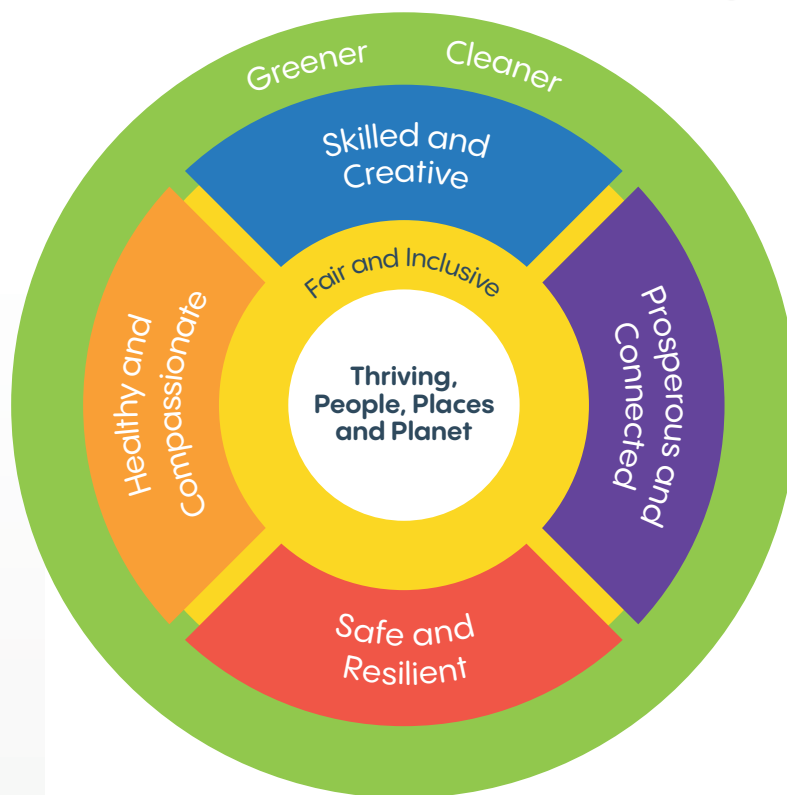 Greener Cleaner
Skilled and
Creative
Fair and Inclusive
Healthy and
Compassionate
Thriving,
People, Places
and Planet
Prosperous and
Connected
Safe and
Resilient